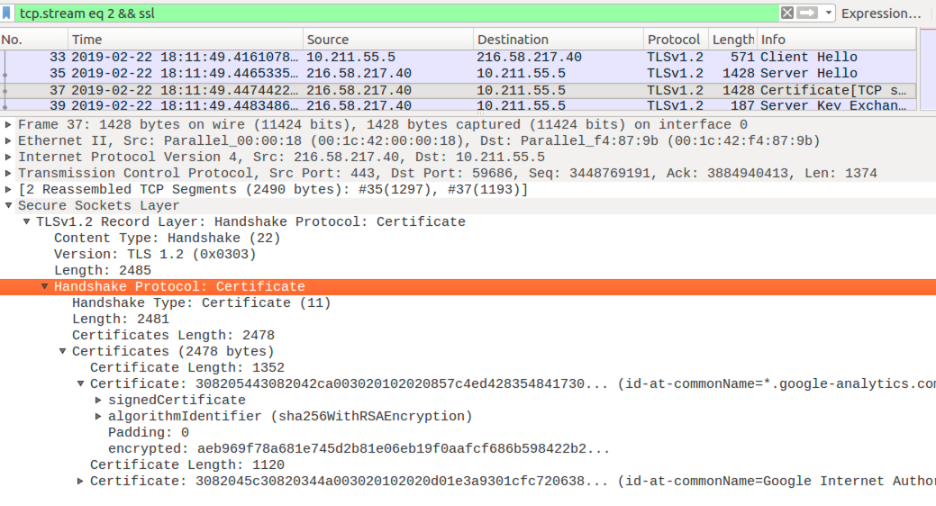 tcp.stream eq 2 && ssl Expression…
No. Time Source Destination Protocol Length Info
33 2019-02-22 18:11:49.4161078… 10.211.55.5 216.58.217.40 TLSv1.2 571 Client Hello
35 2019-02-22 18:11:49.4465335… 216.58.217.40 10.211.55.5 TLSv1.2 1428 Server Hello
37 2019-02-22 18:11:49.4474422… 216.58.217.40 10.211.55.5 TLSv1.2 1428 Certificate[TCP s…
39 2019-02-22 18:11:49.4483486… 216.58.217.40 10.211.55.5 TLSv1.2 187 Server Key Exchan…
Frame 37: 1428 bytes on wire (11424 bits), 1428 bytes captured (11424 bits) on interface 0
Ethernet II, Src: Parallel_00:00:18 (00:1c:42:00:00:18), Dst: Parallel_f4:87:9b (00:1c:42:f4:87:9b)
Internet Protocol Version 4, Src: 216.58.217.40, Dst: 10.211.55.5
Transmission Control Protocol, Src Port: 443, Dst Port: 59686, Seq: 3448769191, Ack: 3884940413, Len: 1374
[2 Reassembled TCP Segments (2490 bytes): #35(1297), #37(1193)]
Secure Sockets Layer
TLSv1.2 Record Layer: Handshake Protocol: Certificate
Content Type: Handshake (22)
Version: TLS 1.2 (0x0303)
Length: 2485
Handshake Protocol: Certificate
Handshake Type: Certificate (11)
Length: 2481
Certificates Length: 2478
Certificates (2478 bytes)
Certificate Length: 1352
Certificate: 308205443082042ca003020102020857c4ed428354841730... (id-at-commonName=*.google-analytics.com
signedCertificate
algorithmIdentifier (sha256WithRSAEncryption)
Padding: 0
encrypted: aeb969f78a681e745d2b81e06eb19f0aafcf686b598422b2...
Certificate Length: 1120
Certificate: 3082045c30820344a003020102020d01e3a9301cfc720638... (id-at-commonName=Google Internet Author